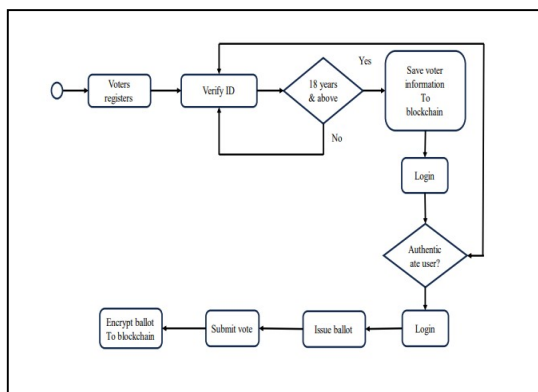 Voters
registers
Verify ID
18 years
& above
Yes
No
Save voter
information
To
blockchain
Login
Authentic
ate user?
Login
Issue ballot
Submit vote
Encrypt ballot
To blockchain